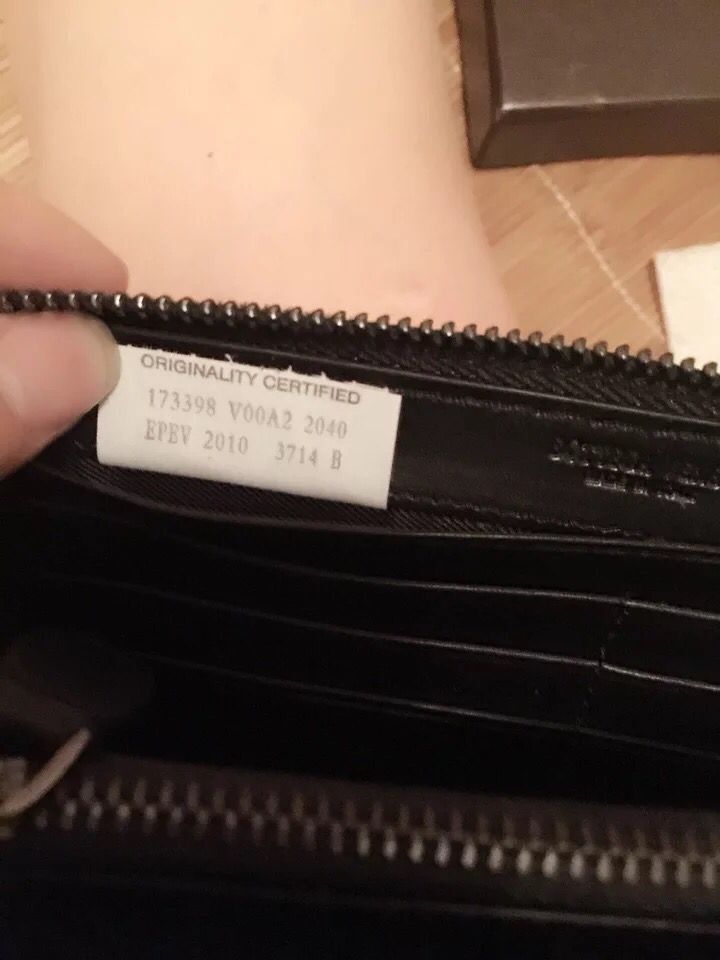 ORIGINALITY CERTIFIED
173398 V00A2 2040
EPEV 2010 3714 B